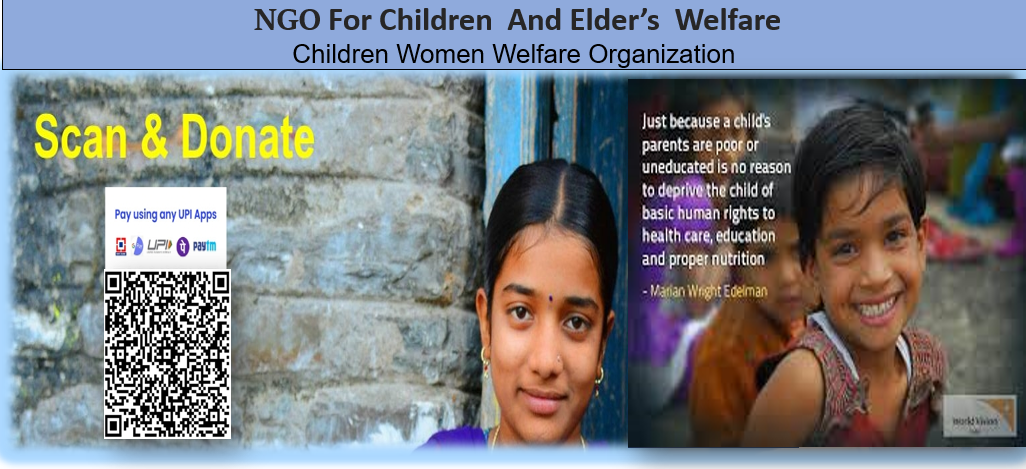 NGO For Children And Elder’s Welfare
Children Women Welfare Organization
Scan & Donate
Pay using any UPI Apps
UPI
paytm
Just because a child's
parents are poor or
uneducated is no reason
to deprive the child of
basic human rights to
health care, education
and proper nutrition
- Marian Wright Edelman
World Vision